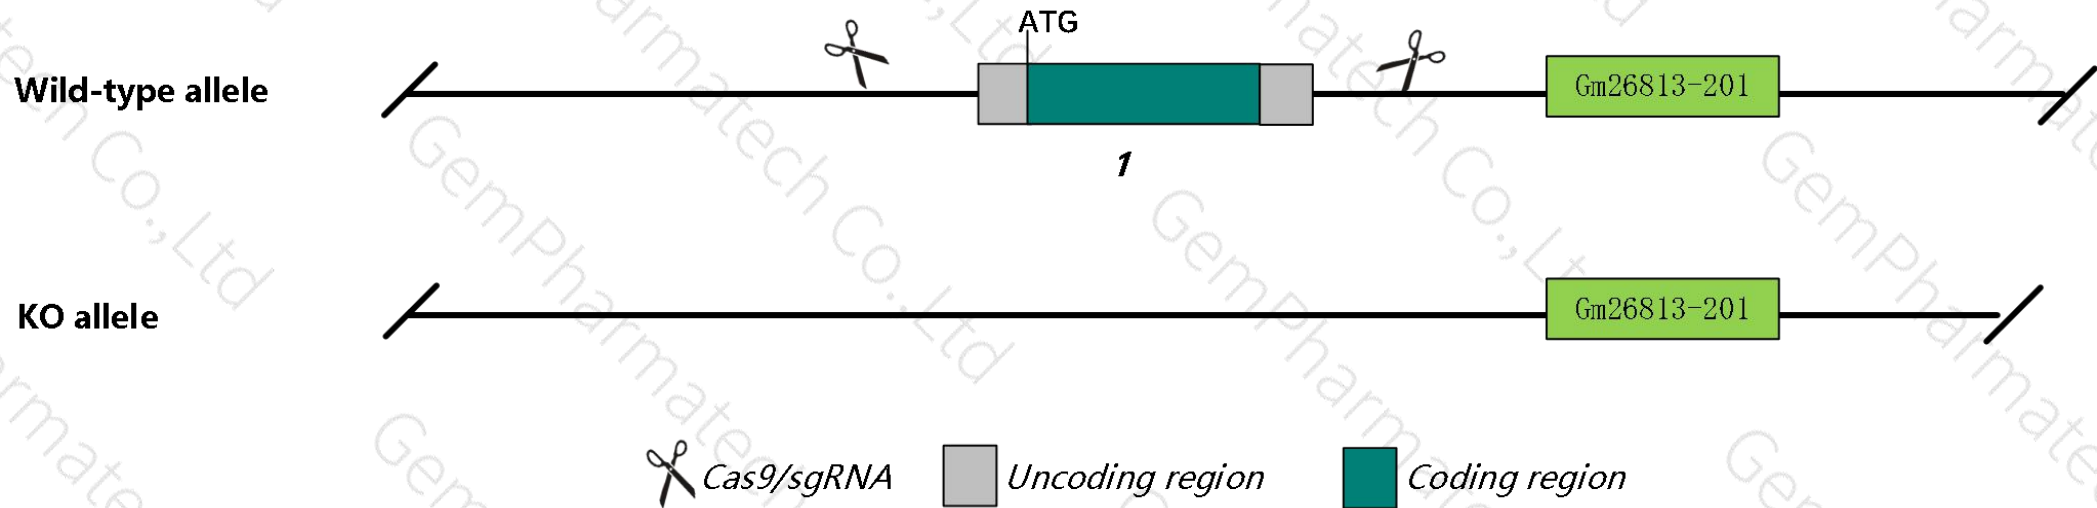 ATG
Wild-type allele
Gm26813-201
1
KO allele
Gm26813-201
Cas9/sgRNA
Uncoding region
Coding region
GemPharmatech Co.,Ltd